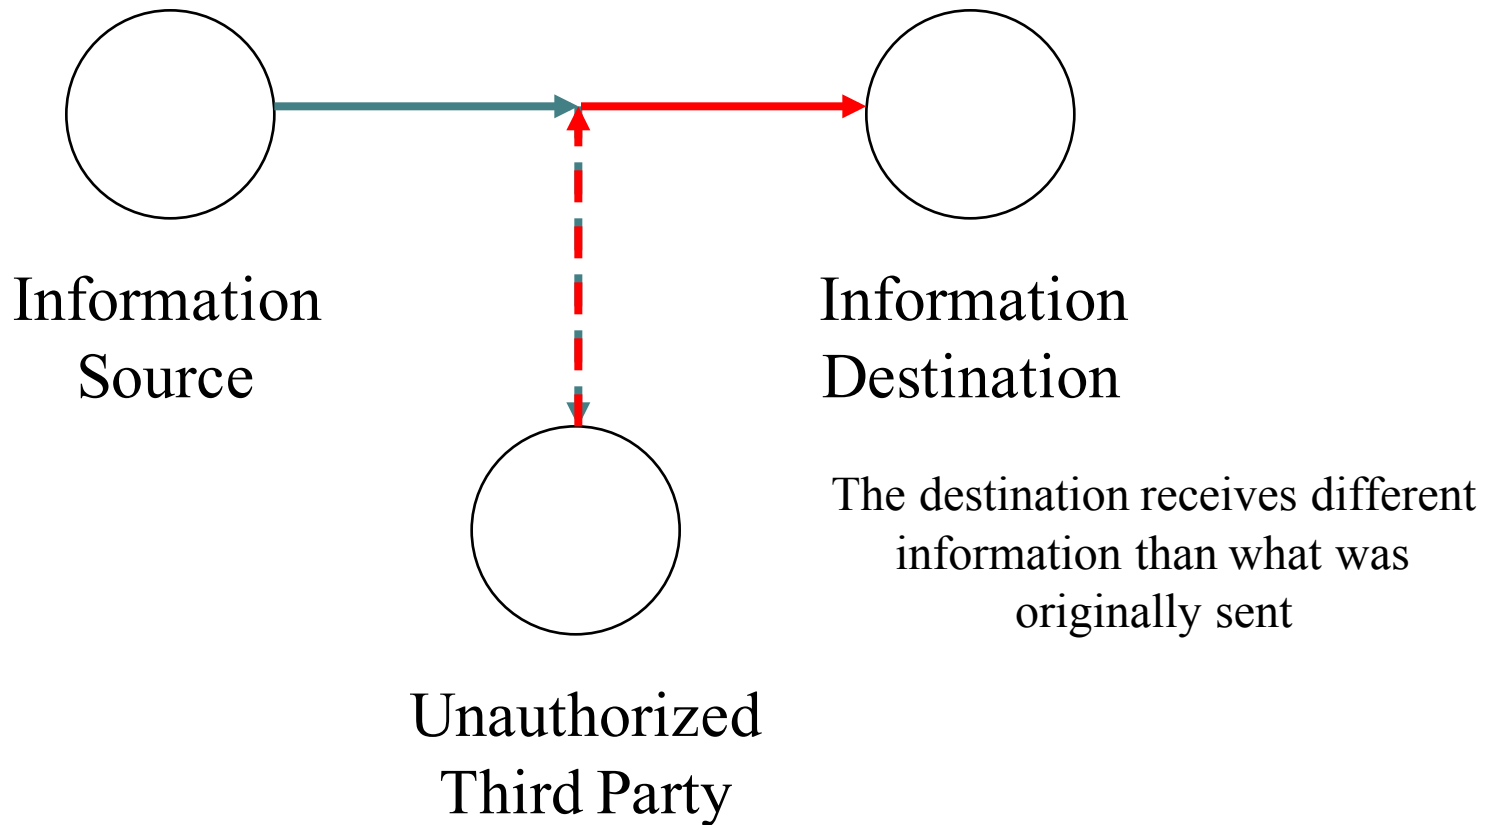 Information
Source
Information
Destination
The destination receives different
information than what was
originally sent
Unauthorized
Third Party